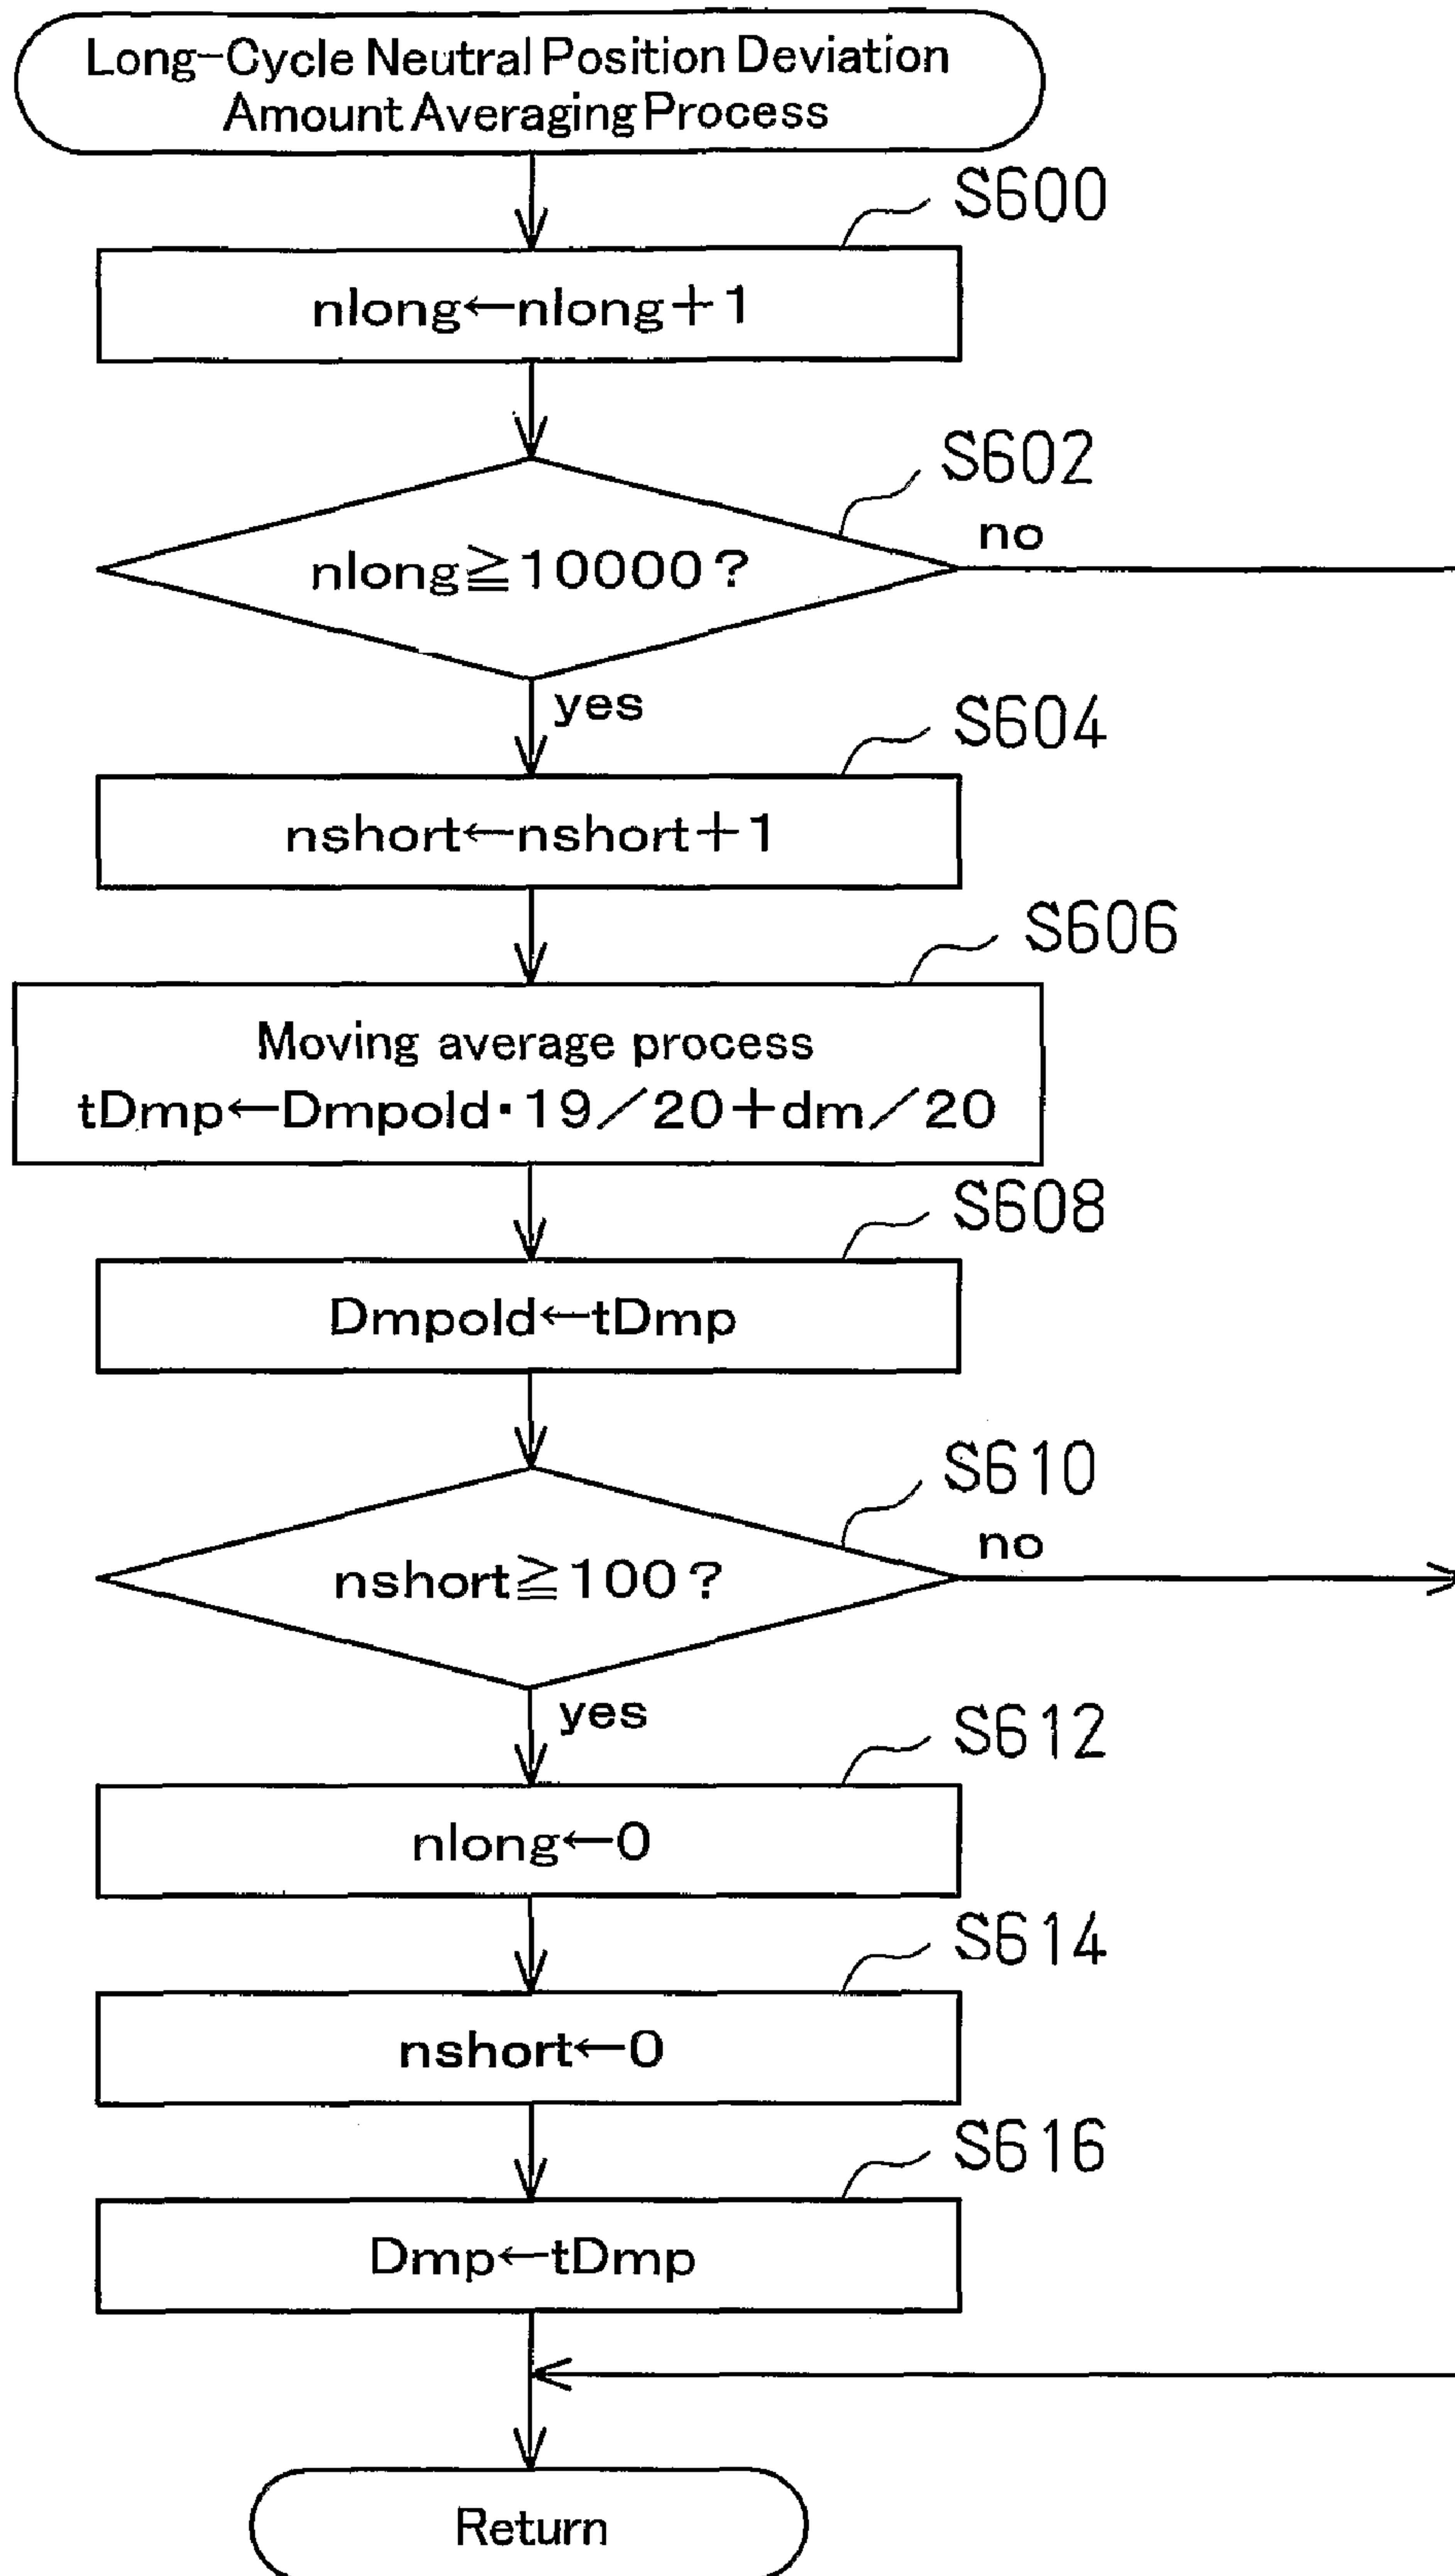 Long-Cycle Neutral Position Deviation
Amount Averaging Process
S600
nlong←nlong+1
S602
nlong≧10000?
no
yes
S604
nshort←nshort+1
S606
Moving average process
tDmp←Dmpold·19/20+dm/20
S608
Dmpold←tDmp
S610
nshort≧100?
no
yes
S612
nlong←0
S614
nshort←0
S616
Dmp←tDmp
Return